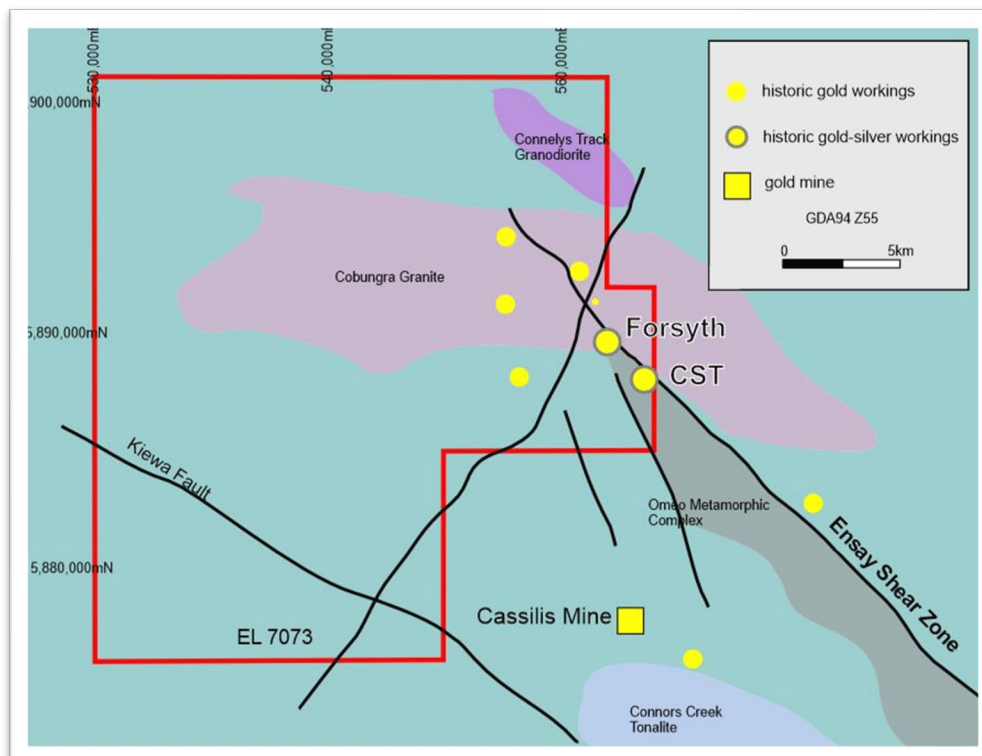 530,000mE
540,000mE
560,000mE
,900,000mN
5,890,000mN
5,880,000mN
historic gold workings
historic gold-silver workings
gold mine
GDA94 Z55
0 5km
Connelys Track
Granodiorite
Cobungra Granite
Forsyth
CST
Kiewa Fault
Omeo Metamorphic
Complex
Ensay Shear Zone
Cassilis Mine
EL 7073
Connors Creek
Tonalite